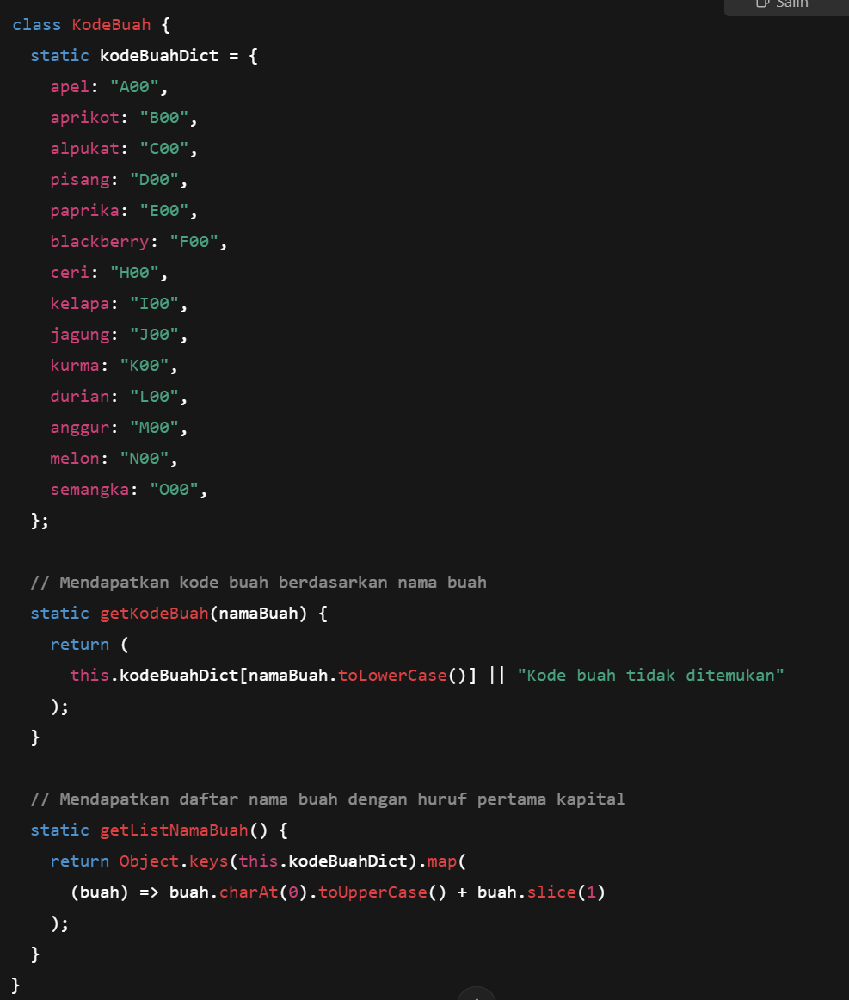 Salin
class KodeBuah {
  static kodeBuahDict = {
    apel: "A00",
    aprikot: "B00",
    alpukat: "C00",
    pisang: "D00",
    paprika: "E00",
    blackberry: "F00",
    ceri: "H00",
    kelapa: "I00",
    jagung: "J00",
    kurma: "K00",
    durian: "L00",
    anggur: "M00",
    melon: "N00",
    semangka: "O00",
  };
  // Mendapatkan kode buah berdasarkan nama buah
  static getKodeBuah(namaBuah) {
    return (
      this.kodeBuahDict[namaBuah.toLowerCase()] || "Kode buah tidak ditemukan"
    );
  }
  // Mendapatkan daftar nama buah dengan huruf pertama kapital
  static getListNamaBuah() {
    return Object.keys(this.kodeBuahDict).map(
      (buah) => buah.charAt(0).toUpperCase() + buah.slice(1)
    );
  }
}